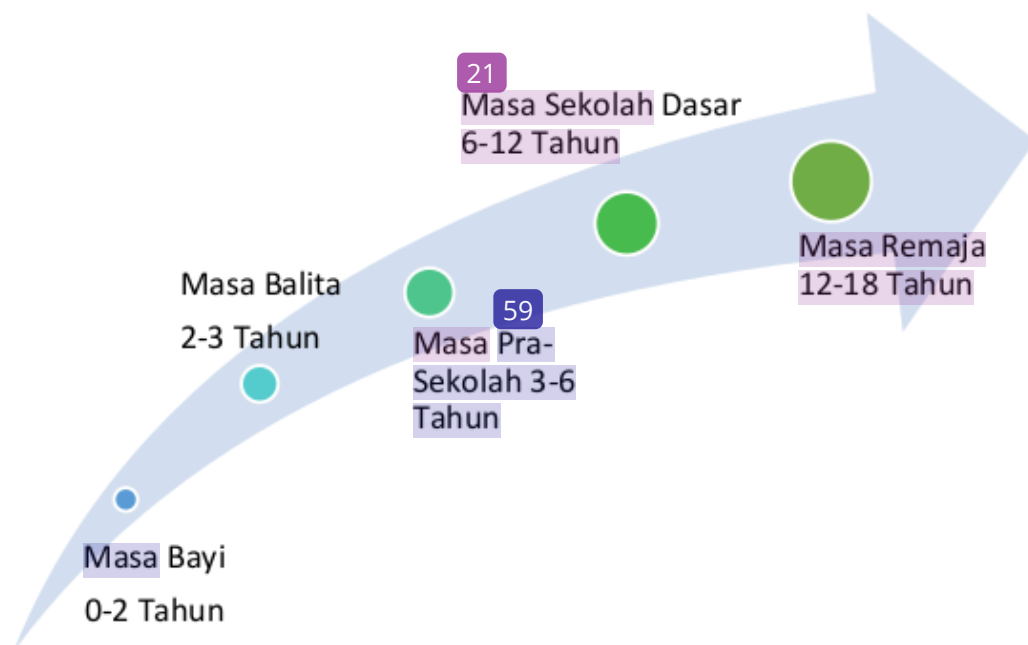 21
Masa Sekolah Dasar
6-12 Tahun
Masa Remaja
12-18 Tahun
Masa Balita
2-3 Tahun
59
Masa Pra-
Sekolah 3-6
Tahun
Masa Bayi
0-2 Tahun